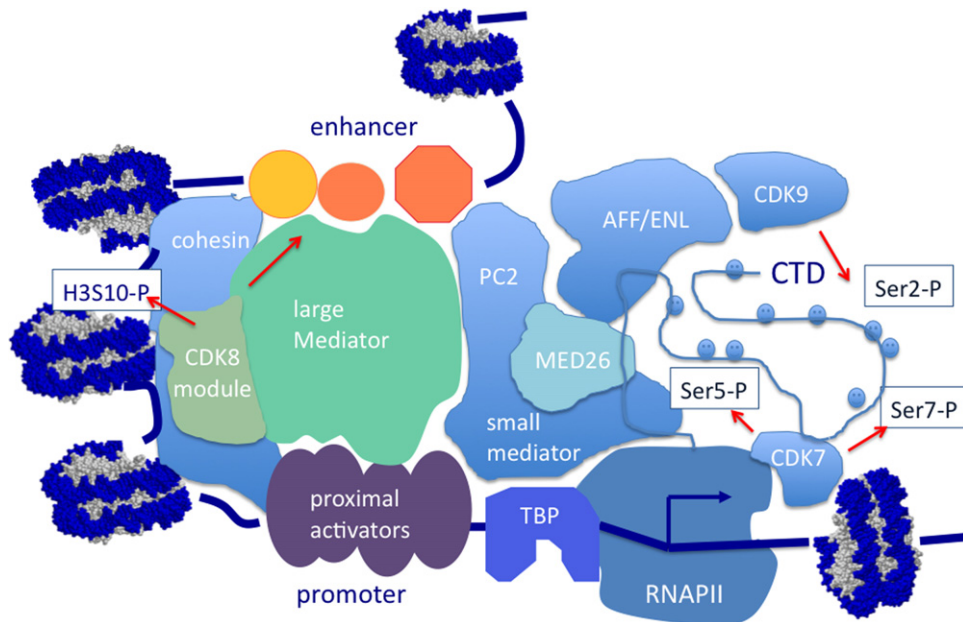 enhancer
cohesin
H3S10-P
CDK8
module
large
Mediator
PC2
AFF/ENL
CDK9
CTD
Ser2-P
MED26
Ser5-P
Ser7-P
small
mediator
CDK7
proximal
activators
TBP
RNAPII
promoter